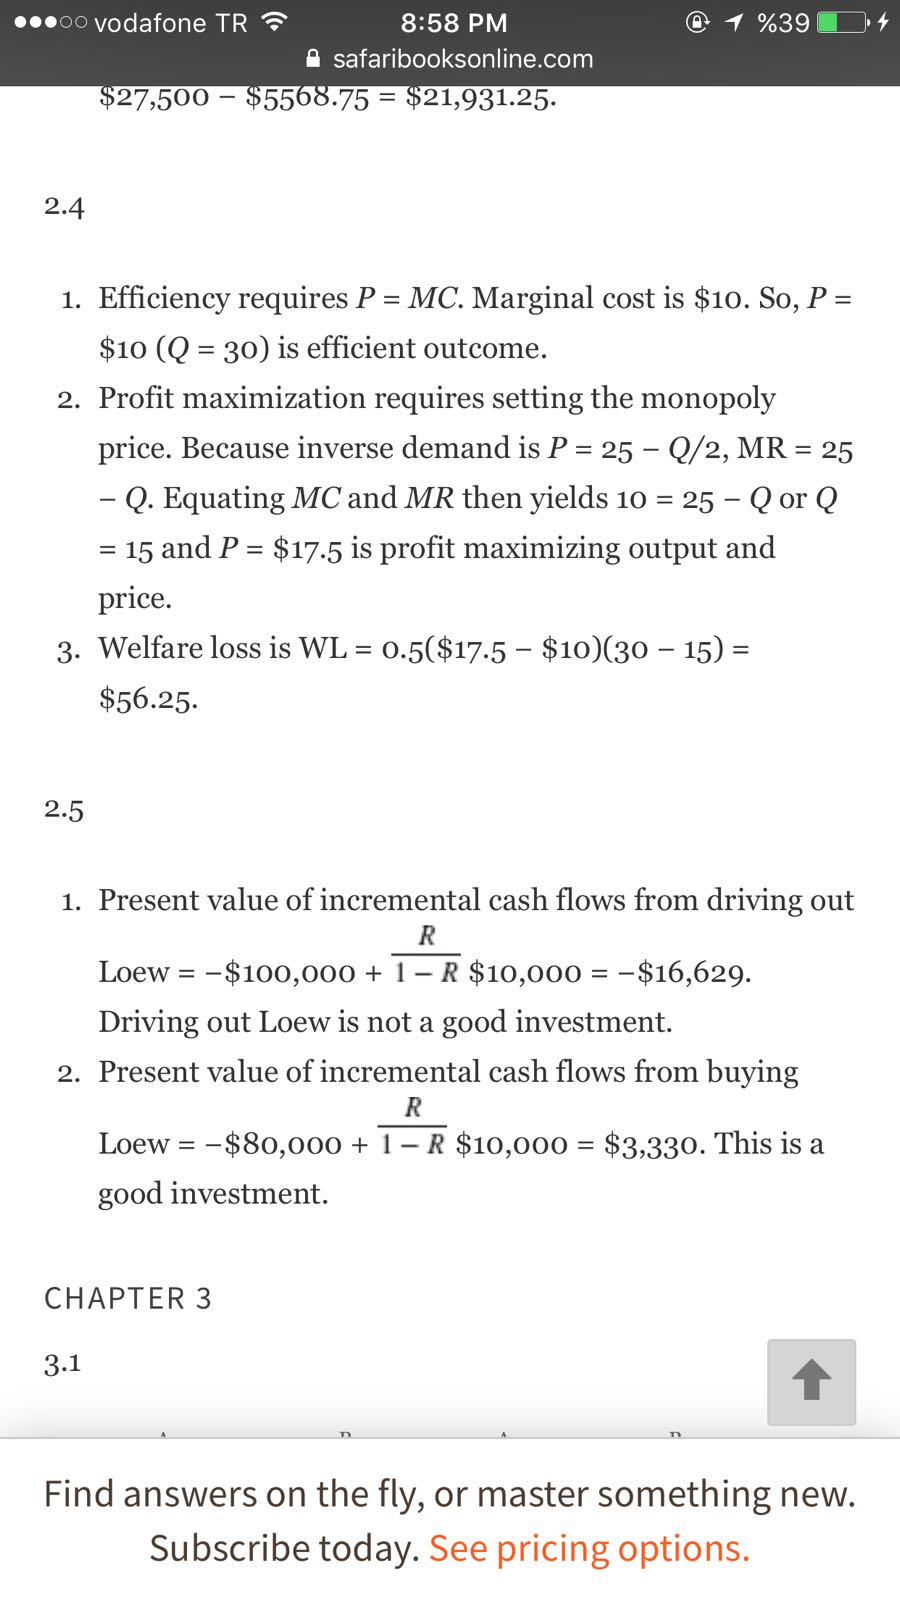 vodafone TR 8:58 PM %39
safaribooksonline.com
$27,500 – $5568.75 = $21,931.25.
2.4
1. Efficiency requires P = MC. Marginal cost is $10. So, P =
$10 (Q = 30) is efficient outcome.
2. Profit maximization requires setting the monopoly
price. Because inverse demand is P = 25 – Q/2, MR = 25
– Q. Equating MC and MR then yields 10 = 25 – Q or Q
= 15 and P = $17.5 is profit maximizing output and
price.
3. Welfare loss is WL = 0.5($17.5 – $10)(30 – 15) =
$56.25.
2.5
1. Present value of incremental cash flows from driving out
R
Loew = –$100,000 + 1 – R $10,000 = –$16,629.
Driving out Loew is not a good investment.
2. Present value of incremental cash flows from buying
R
Loew = –$80,000 + 1 – R $10,000 = $3,330. This is a
good investment.
CHAPTER 3
3.1
Find answers on the fly, or master something new.
Subscribe today. See pricing options.